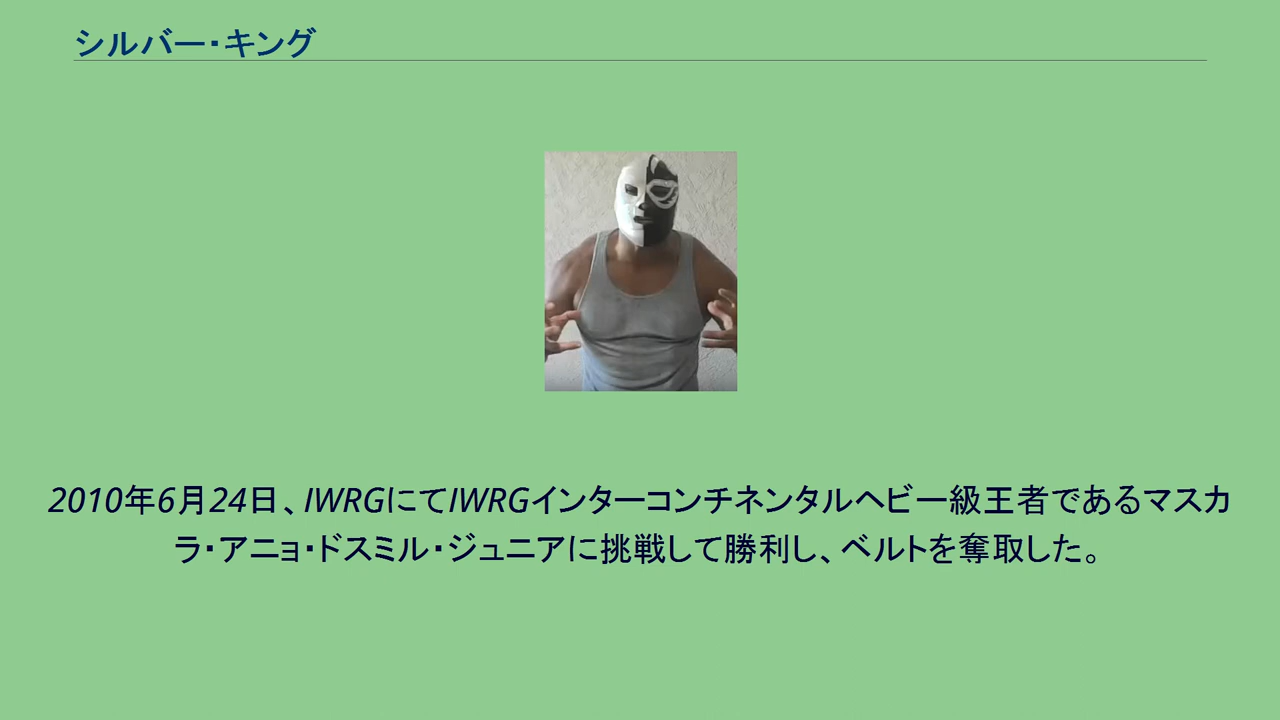 シルバー・キング
2010年6月24日、IWRGにてIWRGインターコンチネンタルヘビー級王者であるマスカ
ラ・アニョ・ドスミル・ジュニアに挑戦して勝利し、ベルトを奪取した。